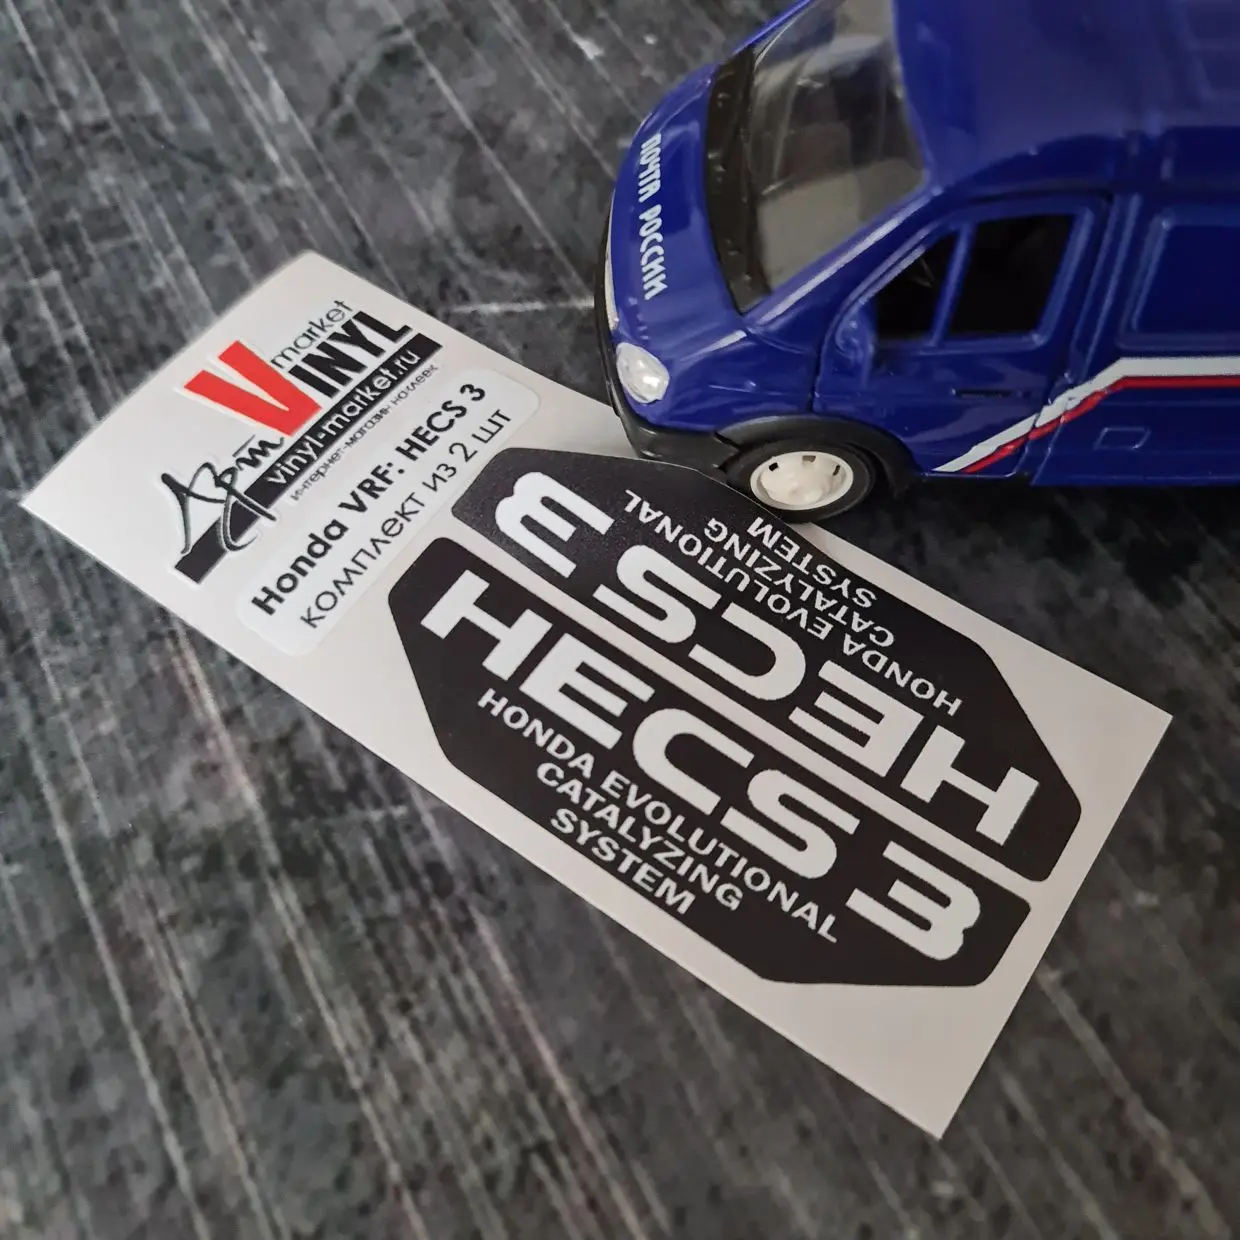 ПОЧТА РОССИИ
market
VINYL
Арт
vinyl-market.ru
интернет-магазин наклеек
Honda VRF: HECS 3
комплект из 2 шт
HECS 3
HONDA EVOLUTIONAL
CATALYZING
SYSTEM
HECS 3
HONDA EVOLUTIONAL
CATALYZING
SYSTEM